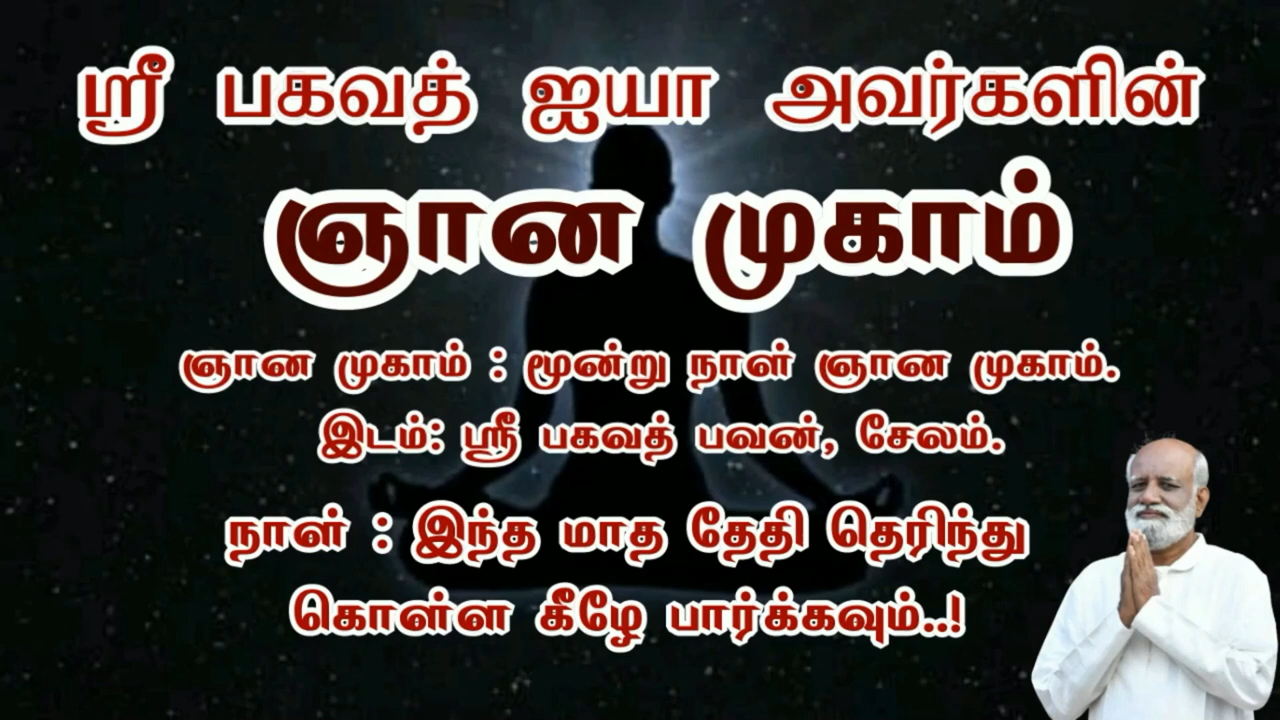 ஸ்ரீ பகவத் ஐயா அவர்களின்
ஞான முகாம்
ஞான முகாம் : மூன்று நாள் ஞான முகாம்.
இடம்: ஸ்ரீ பகவத் பவன், சேலம்.
நாள் : இந்த மாத தேதி தெரிந்து
கொள்ள கீழே பார்க்கவும்..!